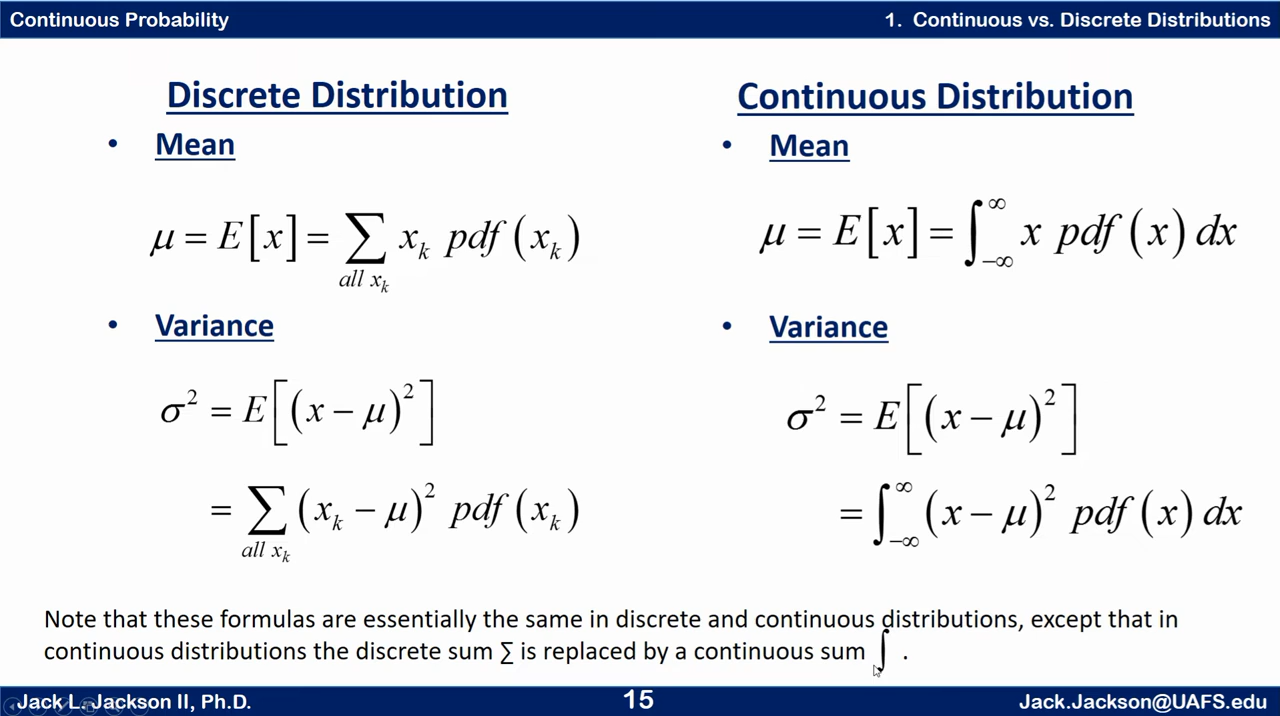 Continuous Probability
1. Continuous vs. Discrete Distributions
Discrete Distribution
• Mean
μ = E[x] = ∑ x_k pdf(x_k)
all x_k
• Variance
σ² = E[(x − μ)²]
= ∑ (x_k − μ)² pdf(x_k)
all x_k
Continuous Distribution
• Mean
μ = E[x] = ∫_{−∞}^{∞} x pdf(x) dx
• Variance
σ² = E[(x − μ)²]
= ∫_{−∞}^{∞} (x − μ)² pdf(x) dx
Note that these formulas are essentially the same in discrete and continuous distributions, except that in
continuous distributions the discrete sum ∑ is replaced by a continuous sum ∫ .
Jack L. Jackson II, Ph.D.
15
Jack.Jackson@UAFS.edu